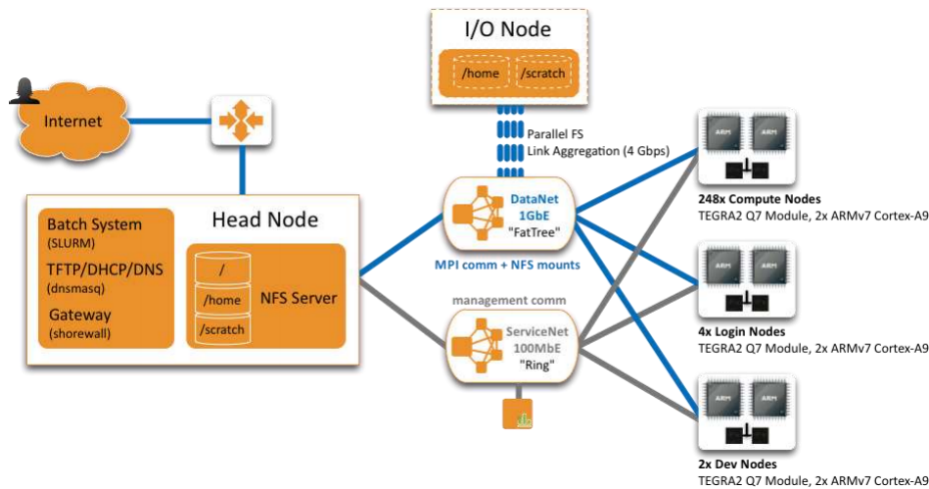 I/O Node
/home
/scratch
Internet
Parallel FS
Link Aggregation (4 Gbps)
Head Node
Batch System
(SLURM)
TFTP/DHCP/DNS
(dnsmasq)
Gateway
(shorewall)
/
/home
/scratch
NFS Server
DataNet
1GbE
"FatTree"
MPI comm + NFS mounts
management comm
ServiceNet
100MbE
"Ring"
ARM
ARM
248x Compute Nodes
TEGRA2 Q7 Module, 2x ARMv7 Cortex-A9
ARM
ARM
4x Login Nodes
TEGRA2 Q7 Module, 2x ARMv7 Cortex-A9
ARM
ARM
2x Dev Nodes
TEGRA2 Q7 Module, 2x ARMv7 Cortex-A9